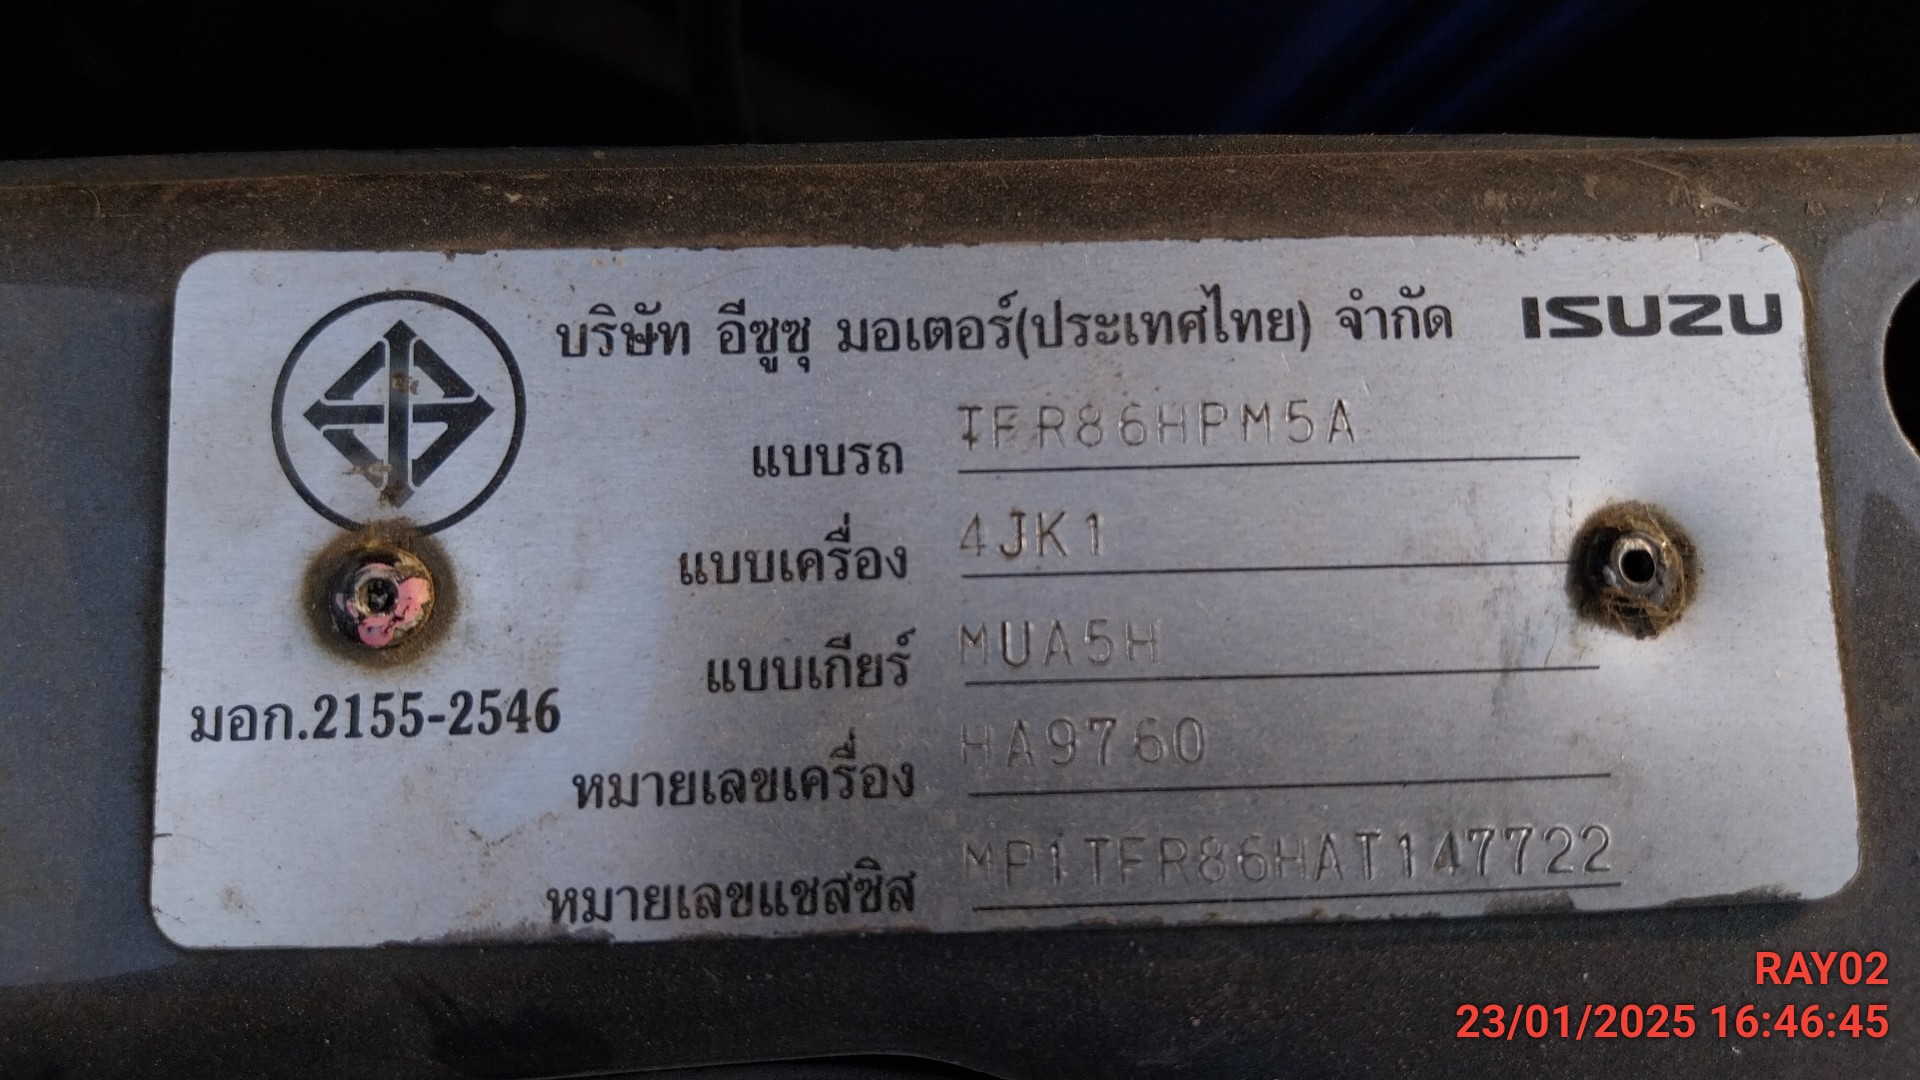 บริษัท อีซูซุ มอเตอร์(ประเทศไทย) จำกัด ISUZU
แบบรถ TFR86HPM5A
แบบเครื่อง 4JK1
แบบเกียร์ MUA5H
มอก.2155-2546
หมายเลขเครื่อง HA9760
หมายเลขแชสซิส MP1TFR86HAT147722
RAY02
23/01/2025 16:46:45